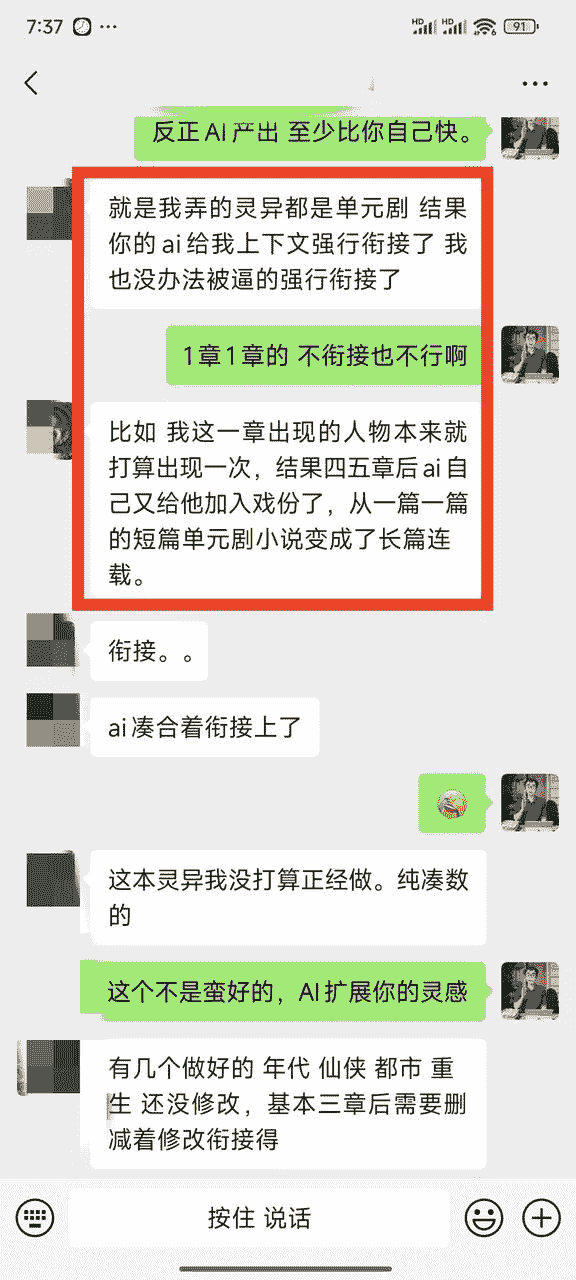 7:37
HD
HD
6
91
反正AI产出 至少比你自己快。
就是我弄的灵异都是单元剧 结果
你的ai给我上下文强行衔接了 我
也没办法被逼的强行衔接了
1章1章的 不衔接也不行啊
比如 我这一章出现的人物本来就
打算出现一次，结果四五章后ai自
己又给他加入戏份了，从一篇一篇
的短篇单元剧小说变成了长篇连
载。
衔接。。
ai凑合着衔接上了
这本灵异我没打算正经做。纯凑数
的
这个不是蛮好的，AI扩展你的灵感
有几个做好的 年代 仙侠 都市 重
生 还没修改，基本三章后需要删
减着修改衔接得
按住 说话